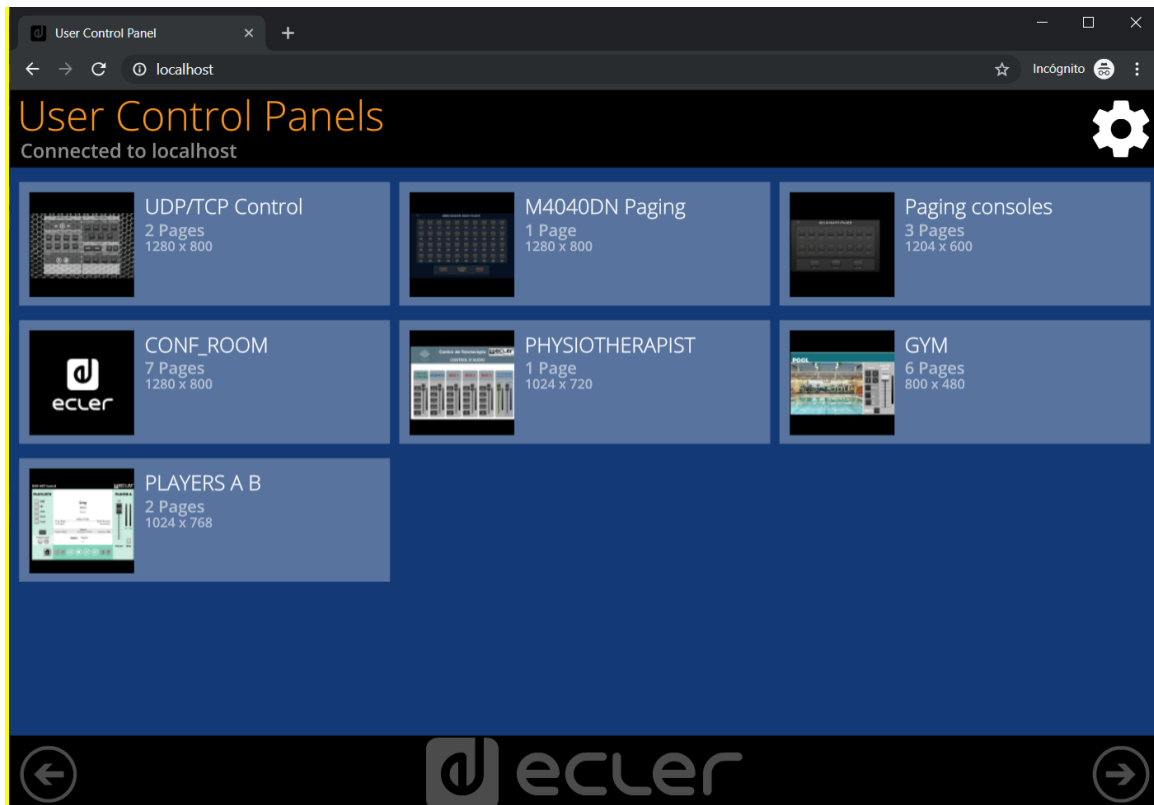 User Control Panel
localhost
Incógnito
User Control Panels
Connected to localhost
UDP/TCP Control
2 Pages
1280 x 800
M4040DN Paging
1 Page
1280 x 800
Paging consoles
3 Pages
1204 x 600
ecler
CONF_ROOM
7 Pages
1280 x 800
PHYSIOTHERAPIST
1 Page
1024 x 720
POOL
GYM
6 Pages
800 x 480
PLAYERS A B
2 Pages
1024 x 768
ecler